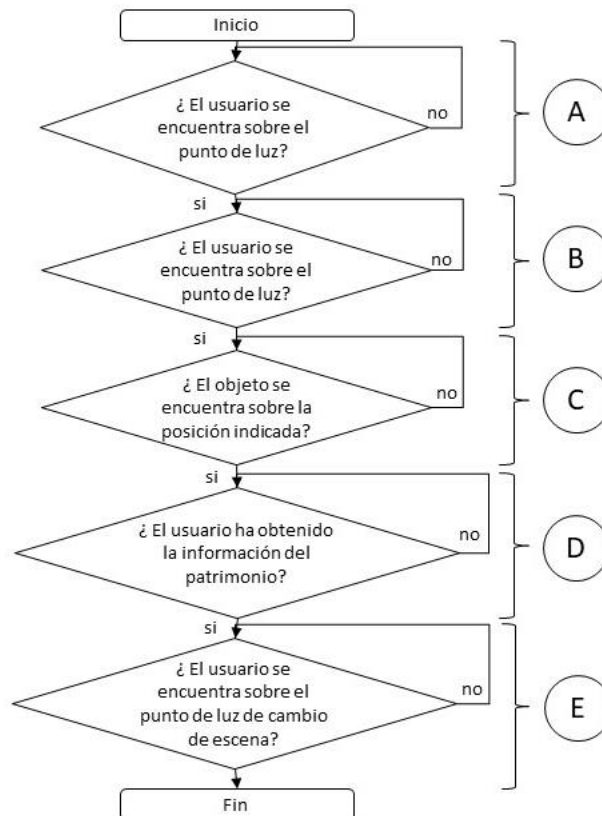 Inicio
¿ El usuario se
encuentra sobre el
punto de luz?
no
A
si
¿ El usuario se
encuentra sobre el
punto de luz?
no
B
si
¿ El objeto se
encuentra sobre la
posición indicada?
no
C
si
¿ El usuario ha obtenido
la información del
patrimonio?
no
D
si
¿ El usuario se
encuentra sobre el
punto de luz de cambio
de escena?
no
E
Fin